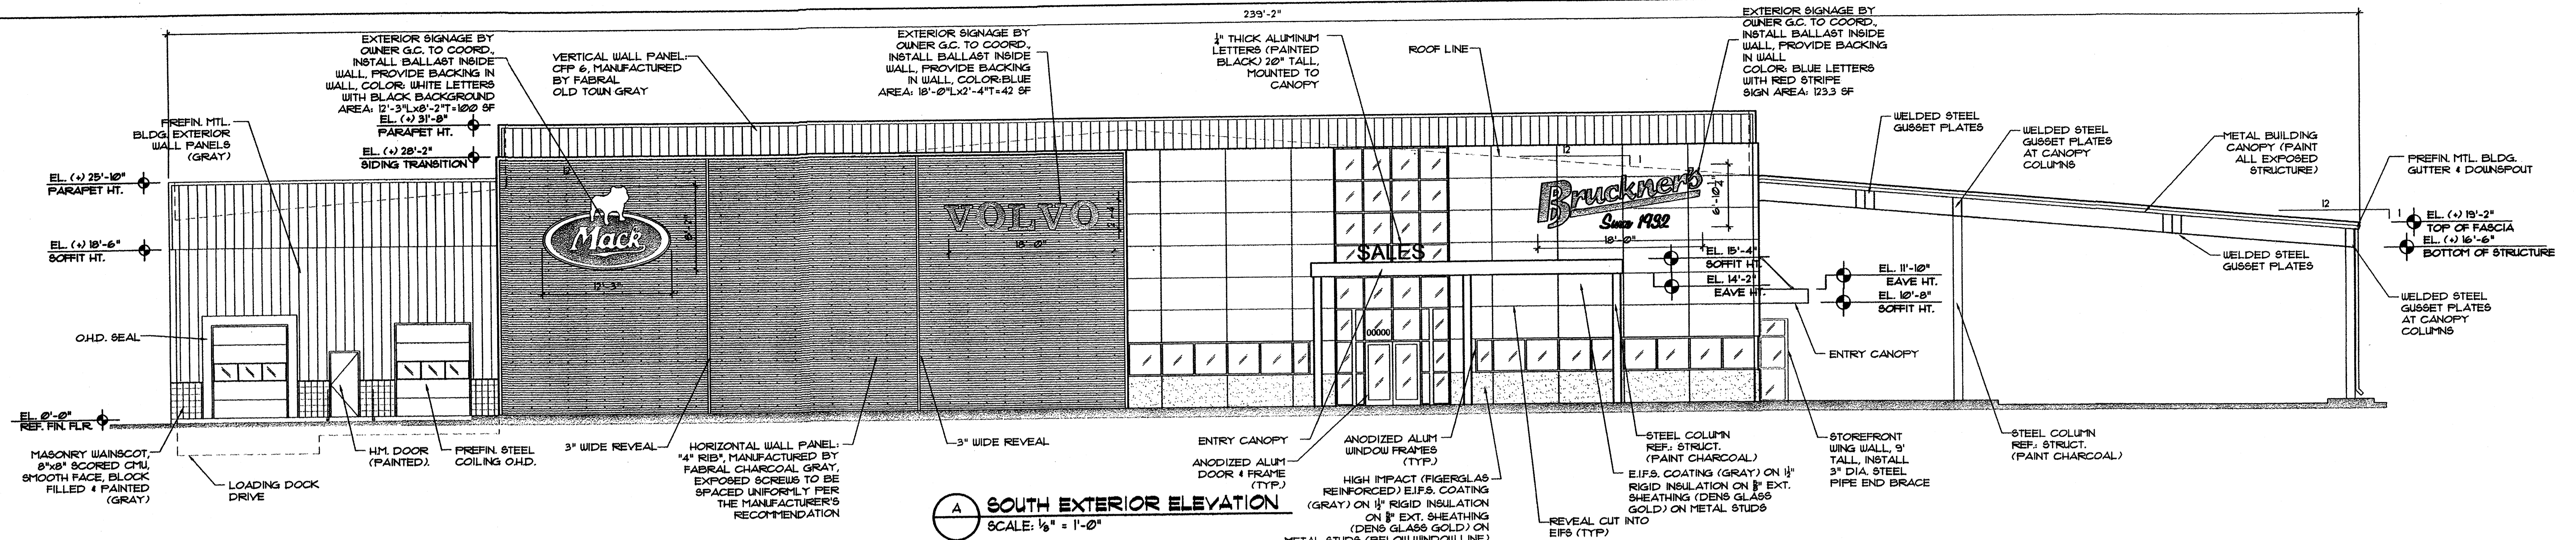 239'-2"
EXTERIOR SIGNAGE BY
OWNER G.C. TO COORD.,
INSTALL BALLAST INSIDE
WALL, PROVIDE BACKING IN
WALL, COLOR: WHITE LETTERS
WITH BLACK BACKGROUND
AREA: 12'-3"Lx8'-2"T=100 SF
VERTICAL WALL PANEL:
CFP 6, MANUFACTURED
BY FABRAL
OLD TOWN GRAY
EXTERIOR SIGNAGE BY
OWNER G.C. TO COORD.,
INSTALL BALLAST INSIDE
WALL, PROVIDE BACKING
IN WALL, COLOR:BLUE
AREA: 18'-0"Lx2'-4"T=42 SF
¼" THICK ALUMINUM
LETTERS (PAINTED
BLACK) 20" TALL,
MOUNTED TO
CANOPY
ROOF LINE
EXTERIOR SIGNAGE BY
OWNER G.C. TO COORD.,
INSTALL BALLAST INSIDE
WALL, PROVIDE BACKING
IN WALL
COLOR: BLUE LETTERS
WITH RED STRIPE
SIGN AREA: 123.3 SF
WELDED STEEL
GUSSET PLATES
WELDED STEEL
GUSSET PLATES
AT CANOPY
COLUMNS
METAL BUILDING
CANOPY (PAINT
ALL EXPOSED
STRUCTURE)
PREFIN. MTL. BLDG.
GUTTER & DOWNSPOUT
PREFIN. MTL.
BLDG. EXTERIOR
WALL PANELS
(GRAY)
EL. (+) 31'-8"
PARAPET HT.
EL. (+) 28'-2"
SIDING TRANSITION
EL. (+) 25'-10"
PARAPET HT.
EL. (+) 18'-6"
SOFFIT HT.
12
Mack
8'-2"
12'-3"
VOLVO
2'-4"
18'-0"
12
1
Bruckner's
Since 1932
6'-10¼"
18'-0"
SALES
00000
EL. 15'-4"
SOFFIT HT.
EL. 14'-2"
EAVE HT.
EL. 11'-10"
EAVE HT.
EL. 10'-8"
SOFFIT HT.
12
1
EL. (+) 19'-2"
TOP OF FASCIA
EL. (+) 16'-6"
BOTTOM OF STRUCTURE
WELDED STEEL
GUSSET PLATES
WELDED STEEL
GUSSET PLATES
AT CANOPY
COLUMNS
O.H.D. SEAL
ENTRY CANOPY
EL. 0'-0"
REF. FIN. FLR.
MASONRY WAINSCOT,
8"x8" SCORED CMU,
SMOOTH FACE, BLOCK
FILLED & PAINTED
(GRAY)
LOADING DOCK
DRIVE
H.M. DOOR
(PAINTED).
PREFIN. STEEL
COILING O.H.D.
3" WIDE REVEAL
HORIZONTAL WALL PANEL:
"4" RIB", MANUFACTURED BY
FABRAL CHARCOAL GRAY,
EXPOSED SCREWS TO BE
SPACED UNIFORMLY PER
THE MANUFACTURER'S
RECOMMENDATION
3" WIDE REVEAL
ENTRY CANOPY
ANODIZED ALUM
DOOR & FRAME
(TYP.)
ANODIZED ALUM
WINDOW FRAMES
(TYP.)
HIGH IMPACT (FIGERGLAS
REINFORCED) E.I.F.S. COATING
(GRAY) ON 1½" RIGID INSULATION
ON ⅝" EXT. SHEATHING
(DENS GLASS GOLD) ON
METAL STUDS (BELOW WINDOW LINE)
STEEL COLUMN
REF.: STRUCT.
(PAINT CHARCOAL)
E.I.F.S. COATING (GRAY) ON 1½"
RIGID INSULATION ON ⅝" EXT.
SHEATHING (DENS GLASS
GOLD) ON METAL STUDS
REVEAL CUT INTO
EIFS (TYP)
STOREFRONT
WING WALL, 9'
TALL, INSTALL
3" DIA. STEEL
PIPE END BRACE
STEEL COLUMN
REF.: STRUCT.
(PAINT CHARCOAL)
A
SOUTH EXTERIOR ELEVATION
SCALE: ⅛" = 1'-0"